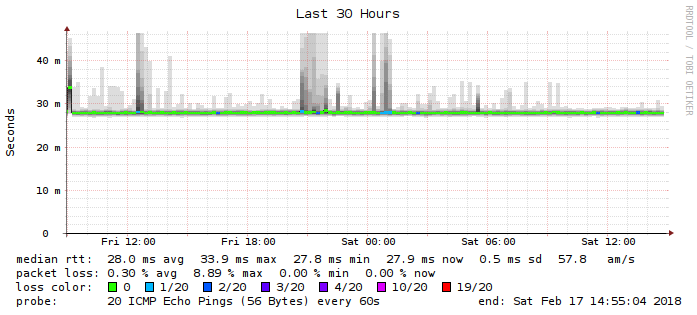 Last 30 Hours
RRDTOOL / TOBI OETIKER
Seconds
40 m
30 m
20 m
10 m
0
Fri 12:00 Fri 18:00 Sat 00:00 Sat 06:00 Sat 12:00
median rtt: 28.0 ms avg 33.9 ms max 27.8 ms min 27.9 ms now 0.5 ms sd 57.8 am/s
packet loss: 0.30 % avg 8.89 % max 0.00 % min 0.00 % now
loss color: 0 1/20 2/20 3/20 4/20 10/20 19/20
probe: 20 ICMP Echo Pings (56 Bytes) every 60s end: Sat Feb 17 14:55:04 2018